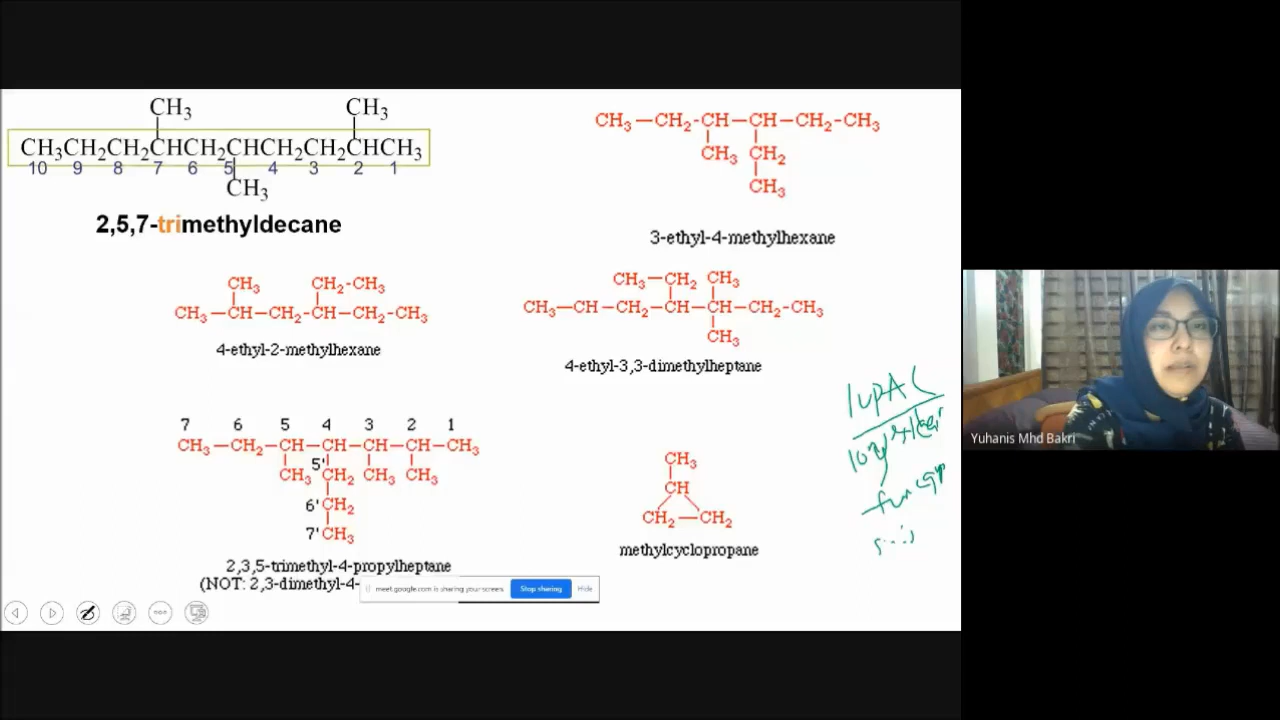 CH3 CH3
CH3CH2CH2CHCH2CHCH2CH2CHCH3
10 9 8 7 6 5 4 3 2 1
CH3
2,5,7-trimethyldecane
CH3—CH2-CH—CH—CH2—CH3
CH3 CH2
CH3
3-ethyl-4-methylhexane
CH3 CH2-CH3
CH3—CH—CH2—CH—CH2—CH3
4-ethyl-2-methylhexane
CH3—CH2 CH3
CH3—CH—CH2—CH—CH—CH2—CH3
CH3
4-ethyl-3,3-dimethylheptane
7 6 5 4 3 2 1
CH3—CH2—CH—CH—CH—CH—CH3
CH3 5' CH2 CH3 CH3
6' CH2
7' CH3
2,3,5-trimethyl-4-propylheptane
(NOT: 2,3-dimethyl-4-
CH3
CH
CH2—CH2
methylcyclopropane
IUPAC
meet.google.com is sharing your screen. Stop sharing Hide
Yuhanis Mhd Bakri